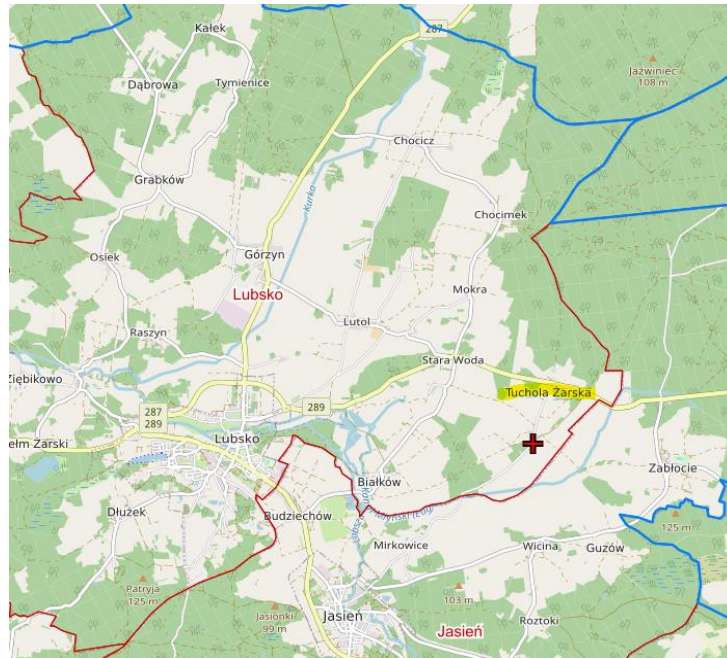 Kałek
287
Jaźwiniec
108 m
Dąbrowa
Tymienice
Chocicz
Grabków
Kurka
Chocimek
Osiek
Górzyn
Mokra
Lubsko
Lutol
Raszyn
Stara Woda
Ziębikowo
Tuchola Żarska
287
289
289
ełm Żarski
Lubsko
Zabłocie
Białków
Dłużek
Budziechów
125 m
Mirkowice
Wicina
Guzów
Patryja
125 m
Jasionki
99 m
103 m
Jasień
Roztoki
Jasień